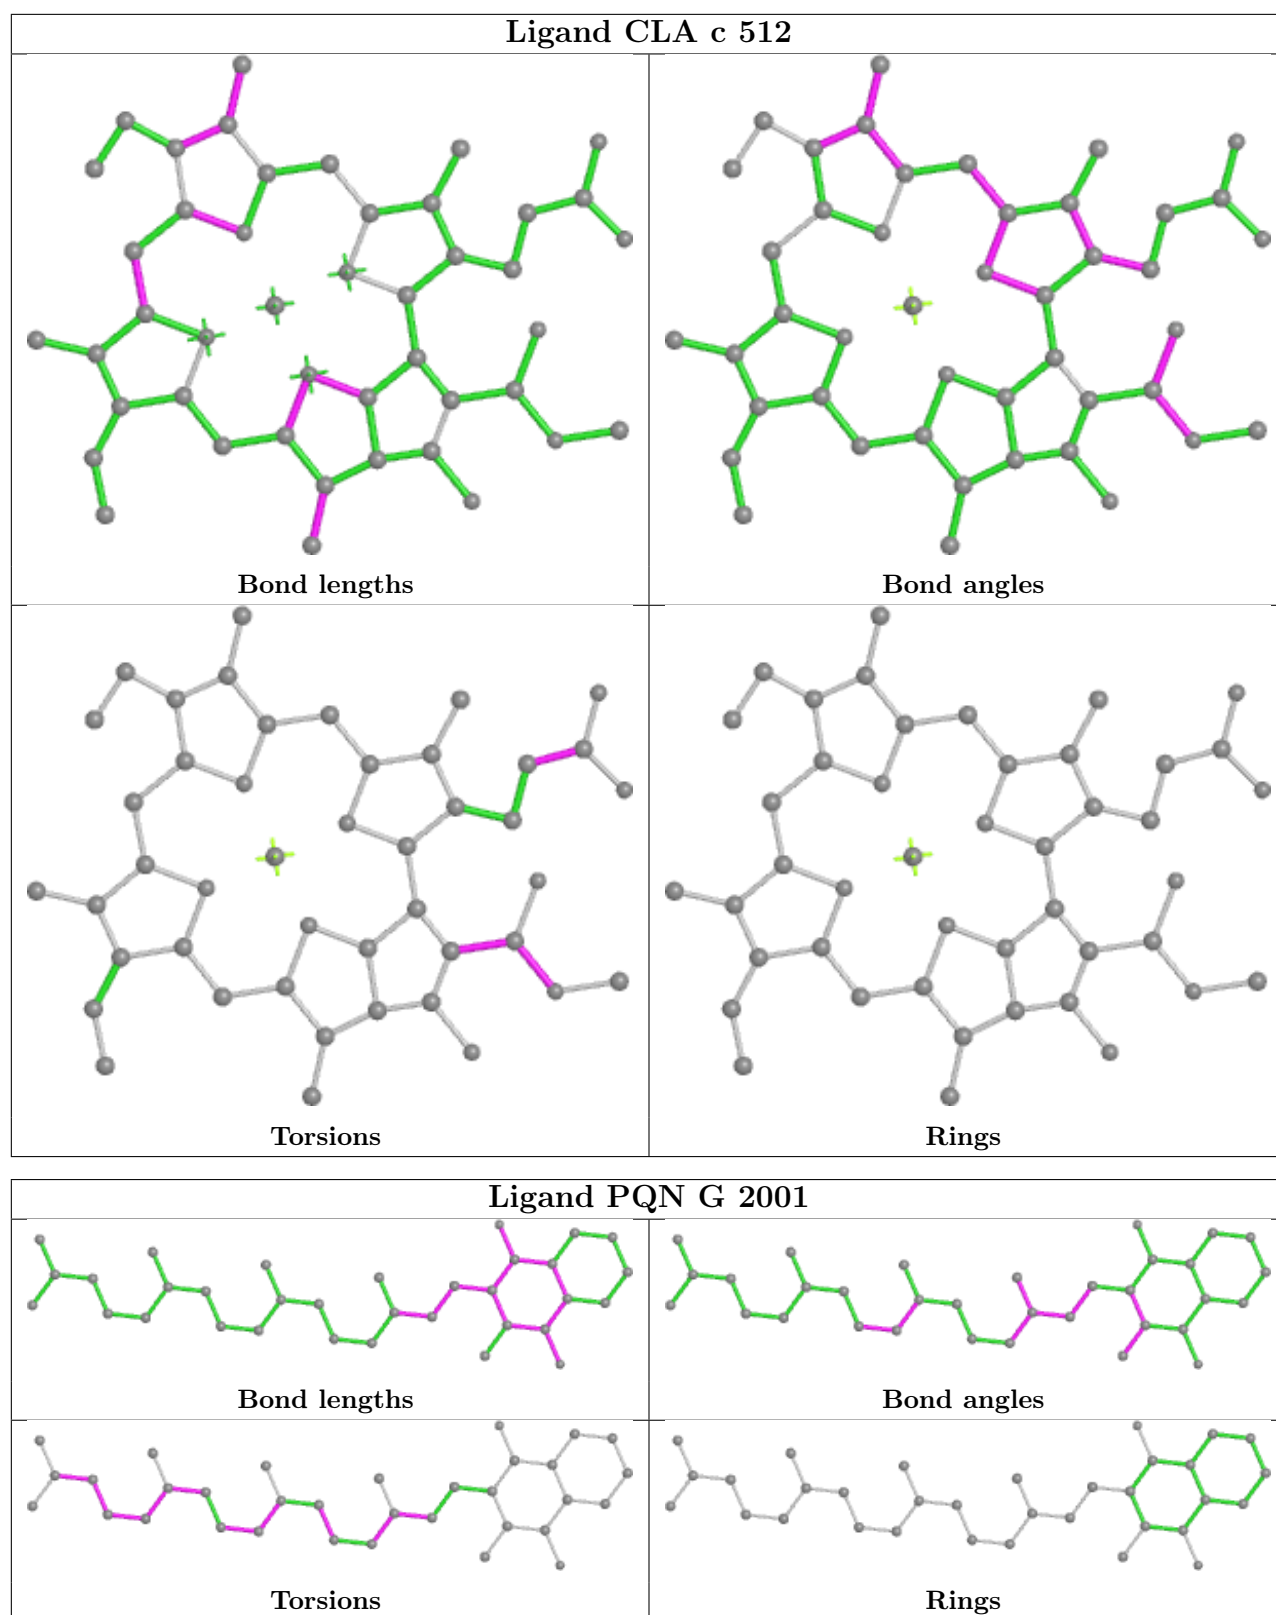 Ligand CLA c 512
Bond lengths
Bond angles
Torsions
Rings
Ligand PQN G 2001
Bond lengths
Bond angles
Torsions
Rings